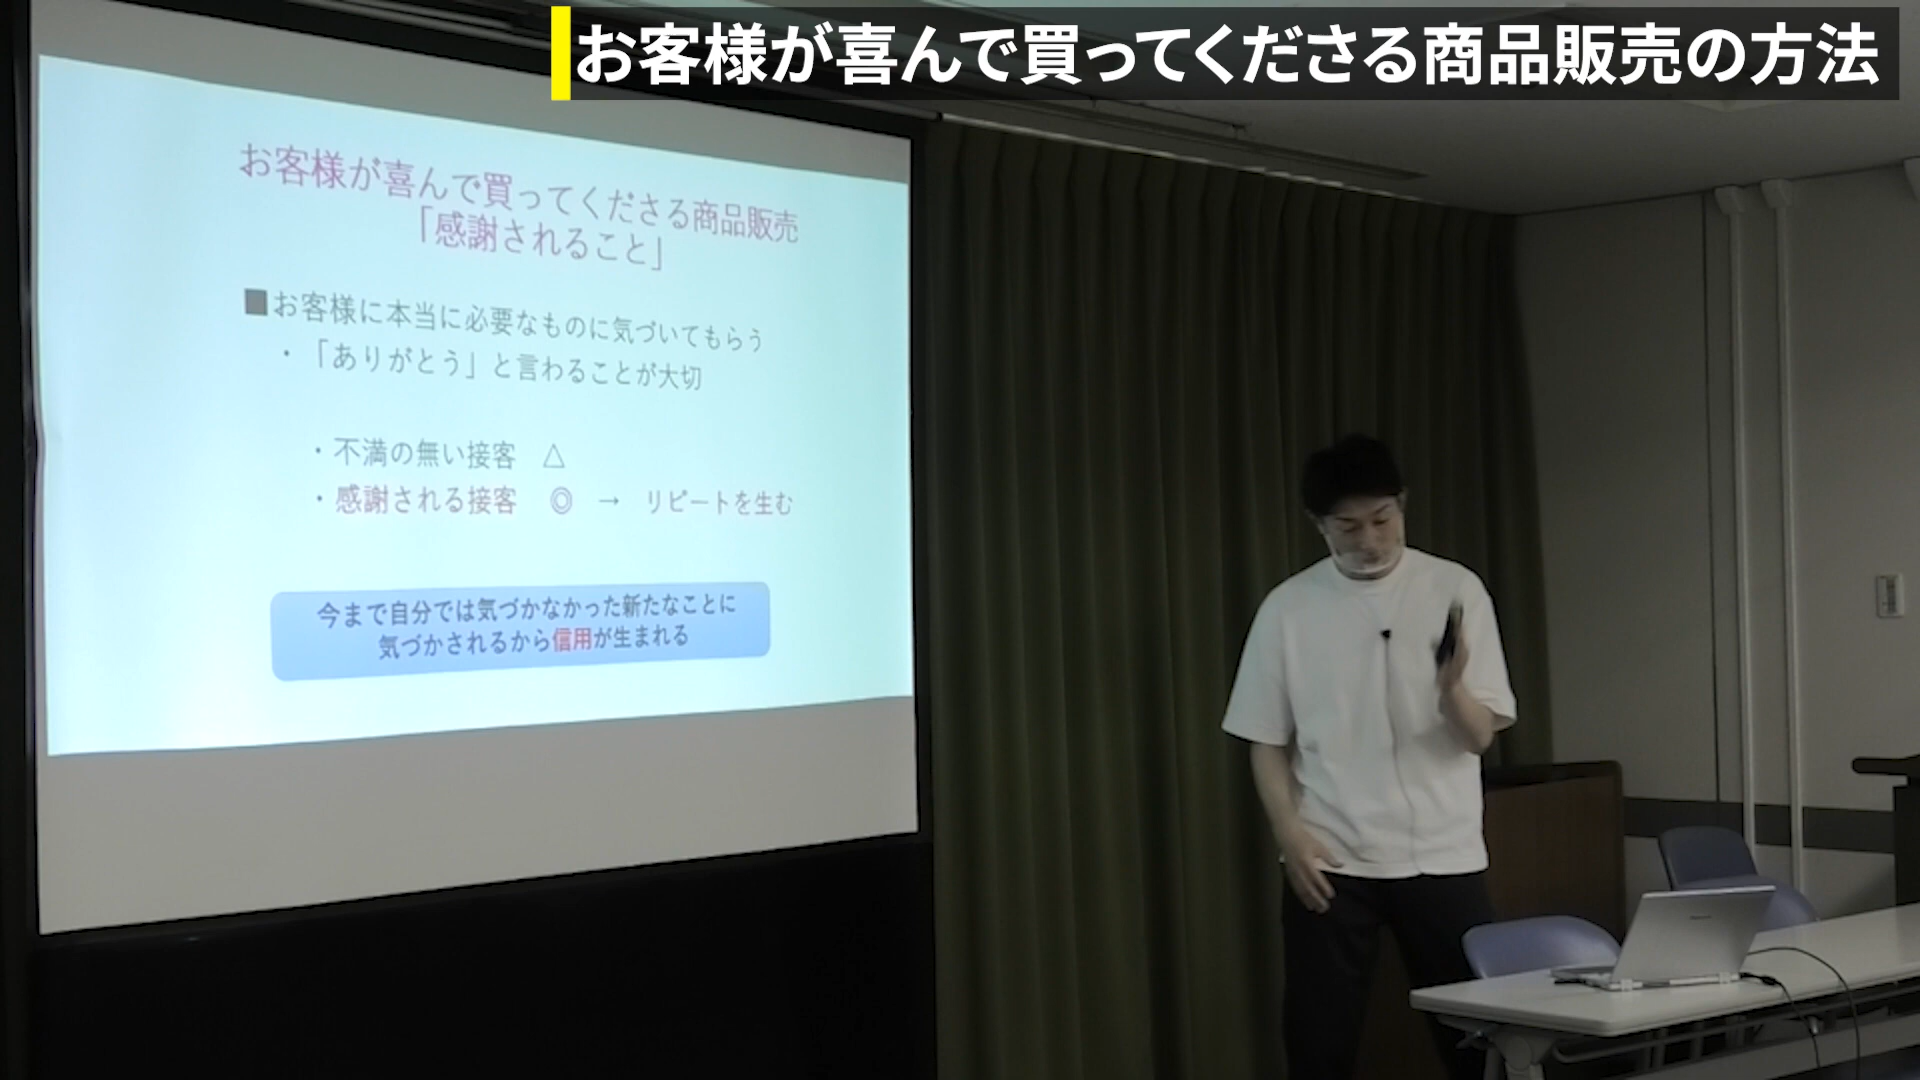 お客様が喜んで買ってくださる商品販売の方法
お客様が喜んで買ってくださる商品販売
「感謝されること」
■お客様に本当に必要なものに気づいてもらう
・「ありがとう」と言わることが大切
・不満の無い接客 △
・感謝される接客 ◎ → リピートを生む
今まで自分では気づかなかった新たなことに
気づかされるから信用が生まれる